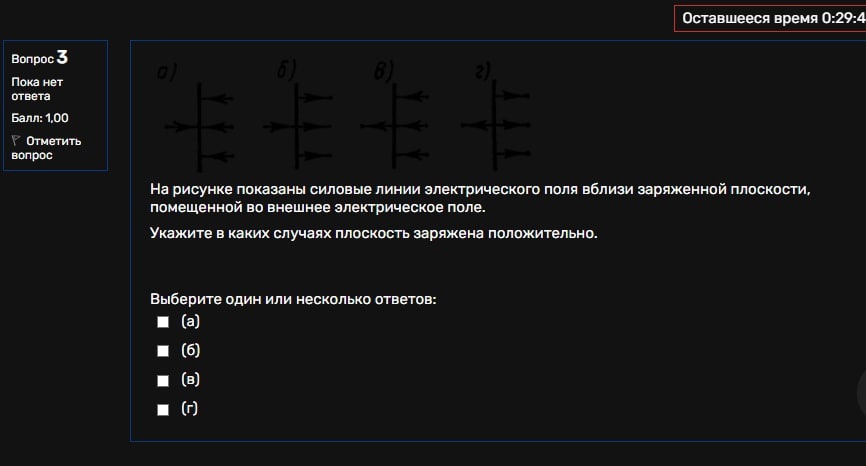 Оставшееся время 0:29:4
Вопрос 3
Пока нет
ответа
Балл: 1,00
Отметить
вопрос
а) б) в) г)
На рисунке показаны силовые линии электрического поля вблизи заряженной плоскости,
помещенной во внешнее электрическое поле.
Укажите в каких случаях плоскость заряжена положительно.
Выберите один или несколько ответов:
(а)
(б)
(в)
(г)